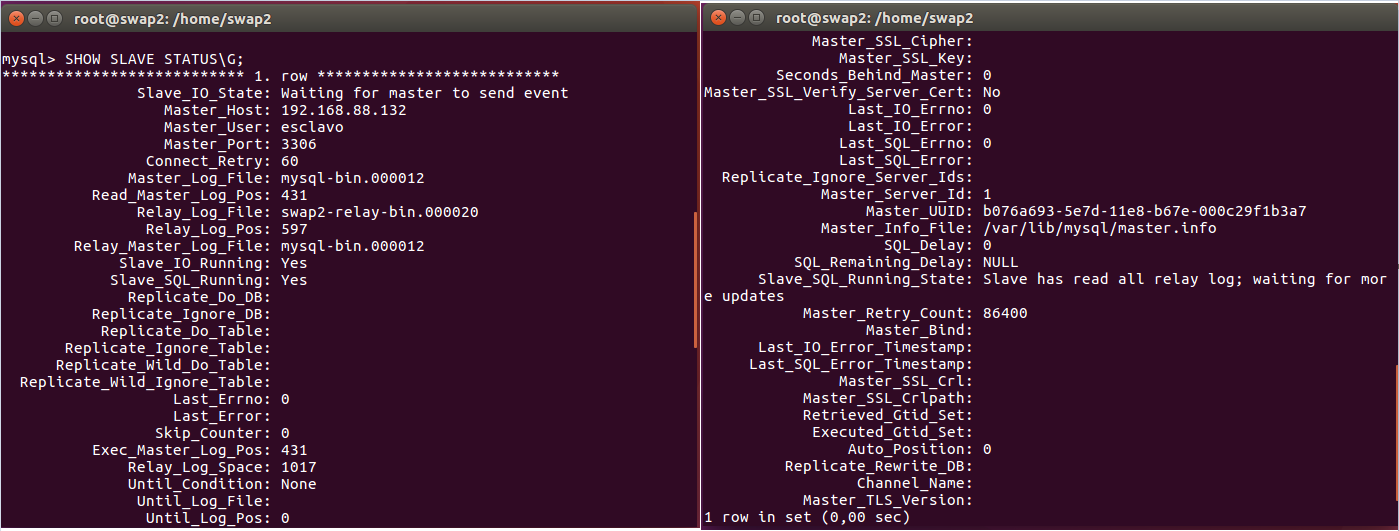 root@swap2: /home/swap2
mysql> SHOW SLAVE STATUS\G;
*************************** 1. row ***************************
Slave_IO_State: Waiting for master to send event
Master_Host: 192.168.88.132
Master_User: esclavo
Master_Port: 3306
Connect_Retry: 60
Master_Log_File: mysql-bin.000012
Read_Master_Log_Pos: 431
Relay_Log_File: swap2-relay-bin.000020
Relay_Log_Pos: 597
Relay_Master_Log_File: mysql-bin.000012
Slave_IO_Running: Yes
Slave_SQL_Running: Yes
Replicate_Do_DB:
Replicate_Ignore_DB:
Replicate_Do_Table:
Replicate_Ignore_Table:
Replicate_Wild_Do_Table:
Replicate_Wild_Ignore_Table:
Last_Errno: 0
Last_Error:
Skip_Counter: 0
Exec_Master_Log_Pos: 431
Relay_Log_Space: 1017
Until_Condition: None
Until_Log_File:
Until_Log_Pos: 0
root@swap2: /home/swap2
Master_SSL_Cipher:
Master_SSL_Key:
Seconds_Behind_Master: 0
Master_SSL_Verify_Server_Cert: No
Last_IO_Errno: 0
Last_IO_Error:
Last_SQL_Errno: 0
Last_SQL_Error:
Replicate_Ignore_Server_Ids:
Master_Server_Id: 1
Master_UUID: b076a693-5e7d-11e8-b67e-000c29f1b3a7
Master_Info_File: /var/lib/mysql/master.info
SQL_Delay: 0
SQL_Remaining_Delay: NULL
Slave_SQL_Running_State: Slave has read all relay log; waiting for mor
e updates
Master_Retry_Count: 86400
Master_Bind:
Last_IO_Error_Timestamp:
Last_SQL_Error_Timestamp:
Master_SSL_Crl:
Master_SSL_Crlpath:
Retrieved_Gtid_Set:
Executed_Gtid_Set:
Auto_Position: 0
Replicate_Rewrite_DB:
Channel_Name:
Master_TLS_Version:
1 row in set (0,00 sec)